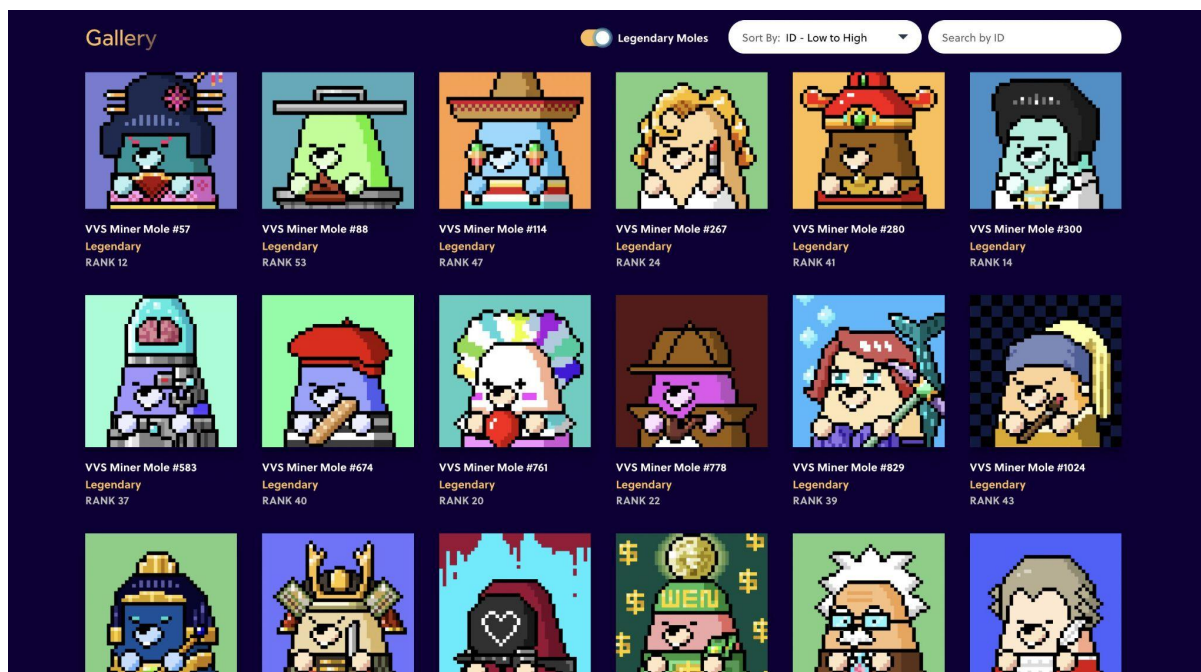 Gallery
Legendary Moles
Sort By: ID - Low to High
Search by ID
VVS Miner Mole #57
Legendary
RANK 12
VVS Miner Mole #88
Legendary
RANK 53
VVS Miner Mole #114
Legendary
RANK 47
VVS Miner Mole #267
Legendary
RANK 24
VVS Miner Mole #280
Legendary
RANK 41
VVS Miner Mole #300
Legendary
RANK 14
VVS Miner Mole #583
Legendary
RANK 37
VVS Miner Mole #674
Legendary
RANK 40
VVS Miner Mole #761
Legendary
RANK 20
VVS Miner Mole #778
Legendary
RANK 22
VVS Miner Mole #829
Legendary
RANK 39
VVS Miner Mole #1024
Legendary
RANK 43
WEN